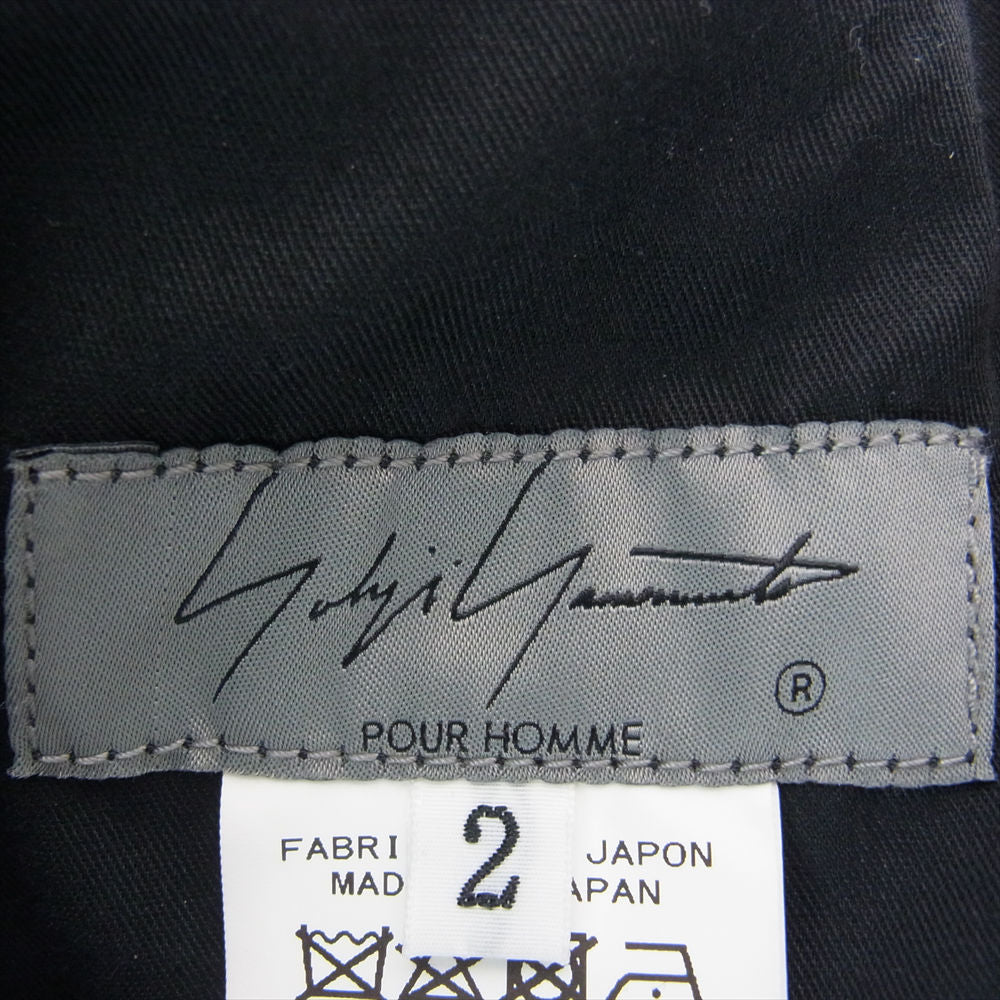 Yohji Yamamoto
®
POUR HOMME
2
FABRI JAPON
MAD APAN